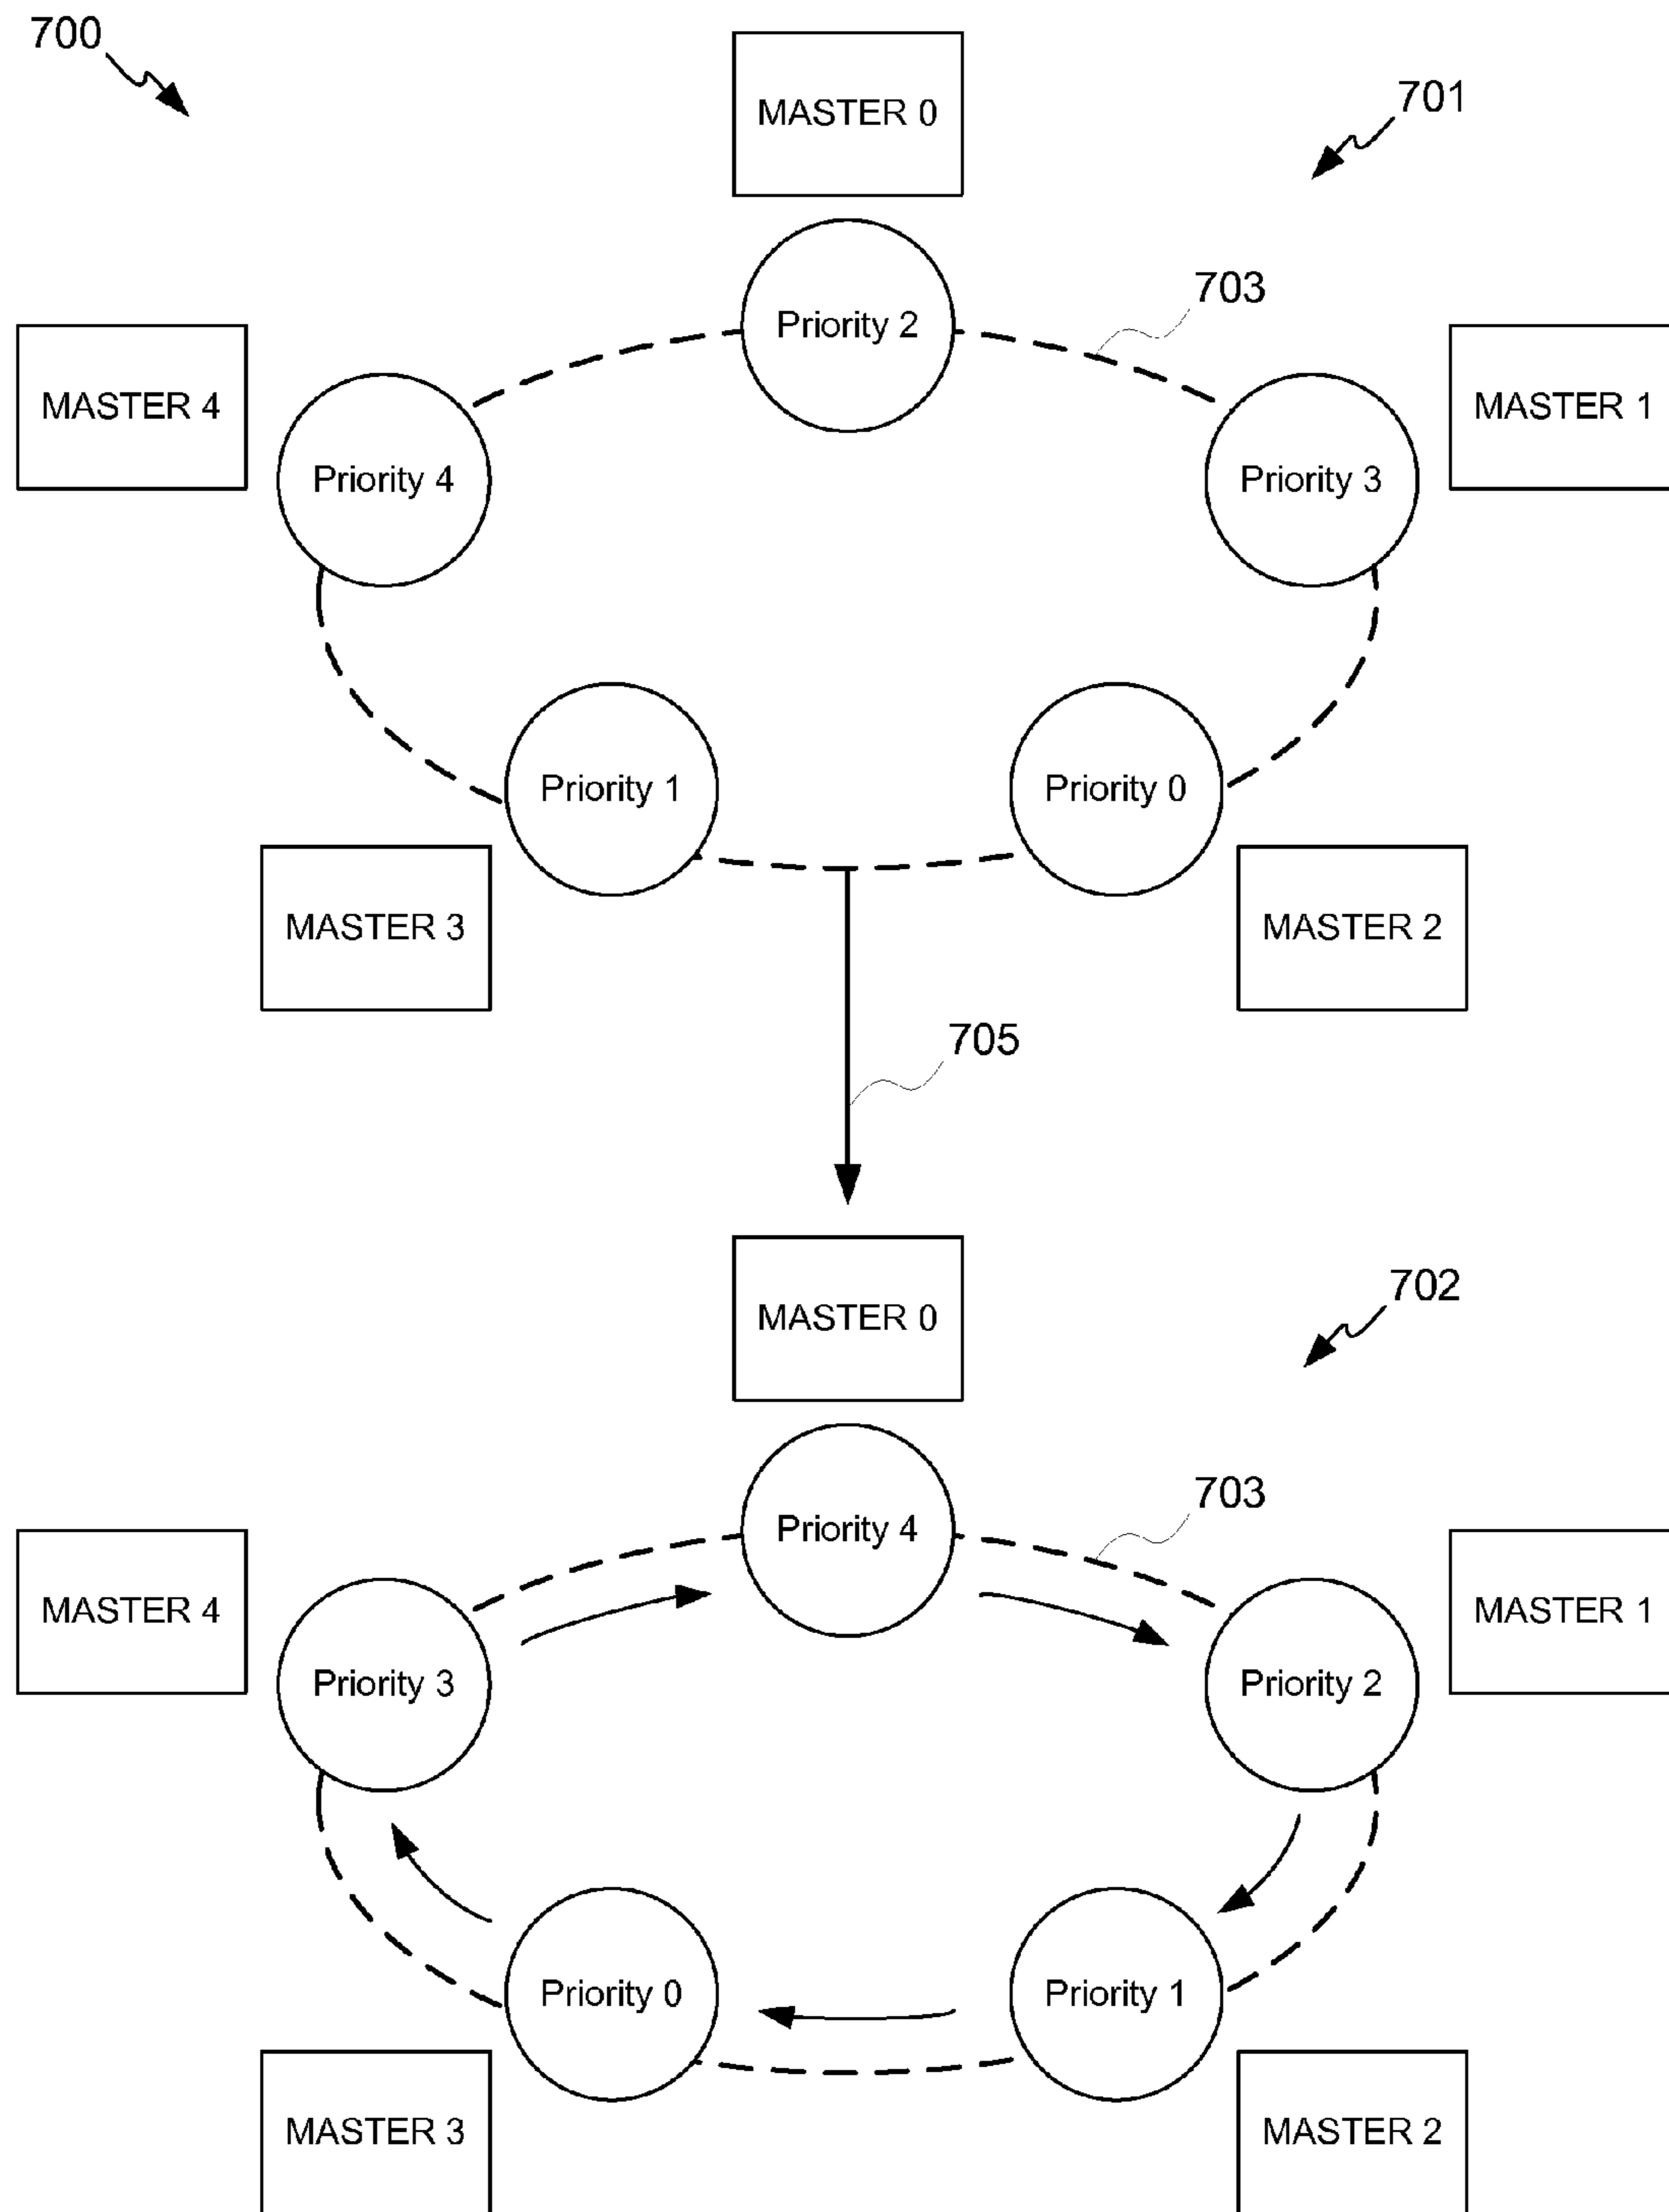 700
MASTER 0
701
703
Priority 2
MASTER 4
MASTER 1
Priority 4
Priority 3
Priority 1
Priority 0
MASTER 3
MASTER 2
705
MASTER 0
702
703
Priority 4
MASTER 4
MASTER 1
Priority 3
Priority 2
Priority 0
Priority 1
MASTER 3
MASTER 2